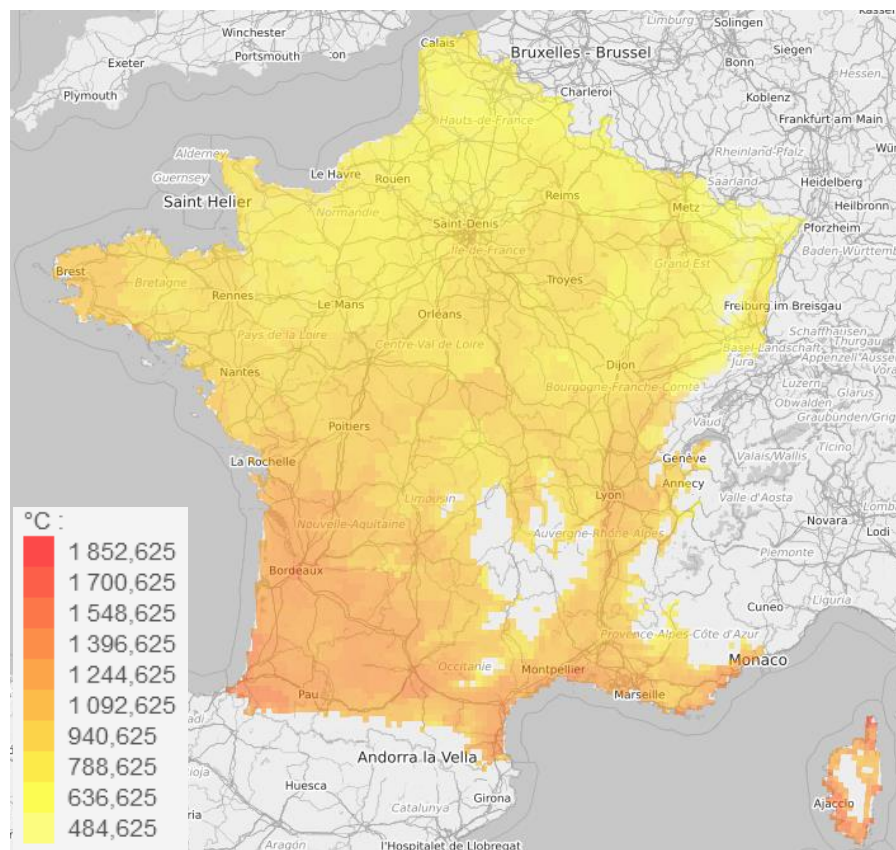 Limburg
Kassel
Solingen
Winchester
Calais
Exeter
Portsmouth
on
Bruxelles - Brussel
Siegen
Bonn
Hessen
Plymouth
Charleroi
Koblenz
Hauts-de-France
Frankfurt am Main
Alderney
Rheinland-Pfalz
Guernsey
Le Havre
Rouen
Reims
Saarland
Heidelberg
Saint Helier
Normandie
Metz
Heilbronn
Saint-Denis
Pforzheim
Île-de-France
Baden-Württem
Brest
Bretagne
Troyes
Grand Est
Rennes
Le Mans
Orléans
Freiburg im Breisgau
Pays de la Loire
Centre-Val de Loire
Schaffhausen
Thurgau
Basel-Landschaft
Appenzell Ausser
Nantes
Dijon
Jura
Bourgogne-Franche-Comté
Luzern
Glarus
Obwalden
Vaud
Graubünden/Grig
Poitiers
Ticino
La Rochelle
Genève
Valais/Wallis
Annecy
Limousin
Lyon
Valle d'Aosta
Nouvelle-Aquitaine
Auvergne-Rhône-Alpes
Novara
Lodi
Piemonte
Bordeaux
Cuneo
Liguria
Provence-Alpes-Côte d'Azur
Occitanie
Montpellier
Monaco
Pau
Marseille
Andorra la Vella
Huesca
Girona
Catalunya
Ajaccio
Aragón
l'Hospitalet de Llobregat
°C :
1 852,625
1 700,625
1 548,625
1 396,625
1 244,625
1 092,625
940,625
788,625
636,625
484,625